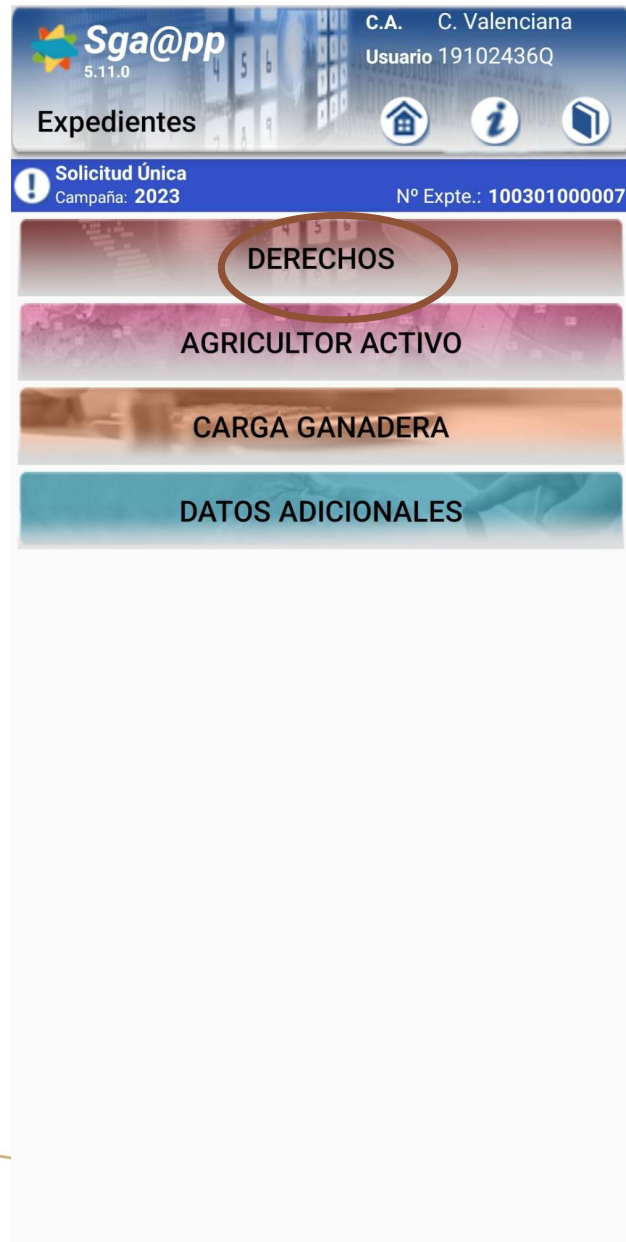 Sga@pp
5.11.0
C.A. C. Valenciana
Usuario 19102436Q
Expedientes
Solicitud Única
Campaña: 2023 Nº Expte.: 100301000007
DERECHOS
AGRICULTOR ACTIVO
CARGA GANADERA
DATOS ADICIONALES